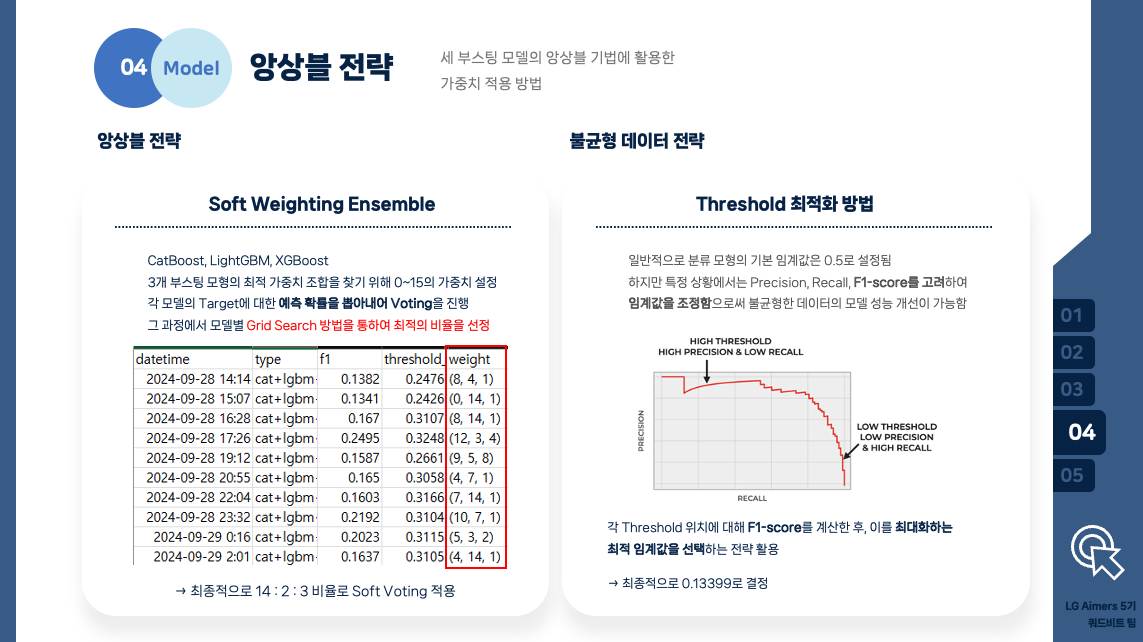 04 Model
앙상블 전략
세 부스팅 모델의 앙상블 기법에 활용한
가중치 적용 방법
앙상블 전략
Soft Weighting Ensemble
CatBoost, LightGBM, XGBoost
3개 부스팅 모형의 최적 가중치 조합을 찾기 위해 0~15의 가중치 설정
각 모델의 Target에 대한 예측 확률을 뽑아내어 Voting을 진행
그 과정에서 모델별 Grid Search 방법을 통하여 최적의 비율을 선정
datetime type f1 threshold_ weight
2024-09-28 14:14 cat+lgbm- 0.1382 0.2476 (8, 4, 1)
2024-09-28 15:07 cat+lgbm- 0.1341 0.2426 (0, 14, 1)
2024-09-28 16:28 cat+lgbm- 0.167 0.3107 (8, 14, 1)
2024-09-28 17:26 cat+lgbm- 0.2495 0.3248 (12, 3, 4)
2024-09-28 19:12 cat+lgbm- 0.1587 0.2661 (9, 5, 8)
2024-09-28 20:55 cat+lgbm- 0.165 0.3058 (4, 7, 1)
2024-09-28 22:04 cat+lgbm- 0.1603 0.3166 (7, 14, 1)
2024-09-28 23:32 cat+lgbm- 0.2192 0.3104 (10, 7, 1)
2024-09-29 0:16 cat+lgbm- 0.2023 0.3115 (5, 3, 2)
2024-09-29 2:01 cat+lgbm- 0.1637 0.3105 (4, 14, 1)
→ 최종적으로 14 : 2 : 3 비율로 Soft Voting 적용
불균형 데이터 전략
Threshold 최적화 방법
일반적으로 분류 모형의 기본 임계값은 0.5로 설정됨
하지만 특정 상황에서는 Precision, Recall, F1-score를 고려하여
임계값을 조정함으로써 불균형한 데이터의 모델 성능 개선이 가능함
HIGH THRESHOLD
HIGH PRECISION & LOW RECALL
PRECISION
LOW THRESHOLD
LOW PRECISION
& HIGH RECALL
RECALL
각 Threshold 위치에 대해 F1-score를 계산한 후, 이를 최대화하는
최적 임계값을 선택하는 전략 활용
→ 최종적으로 0.13399로 결정
01
02
03
04
05
LG Aimers 5기
쿼드비트 팀